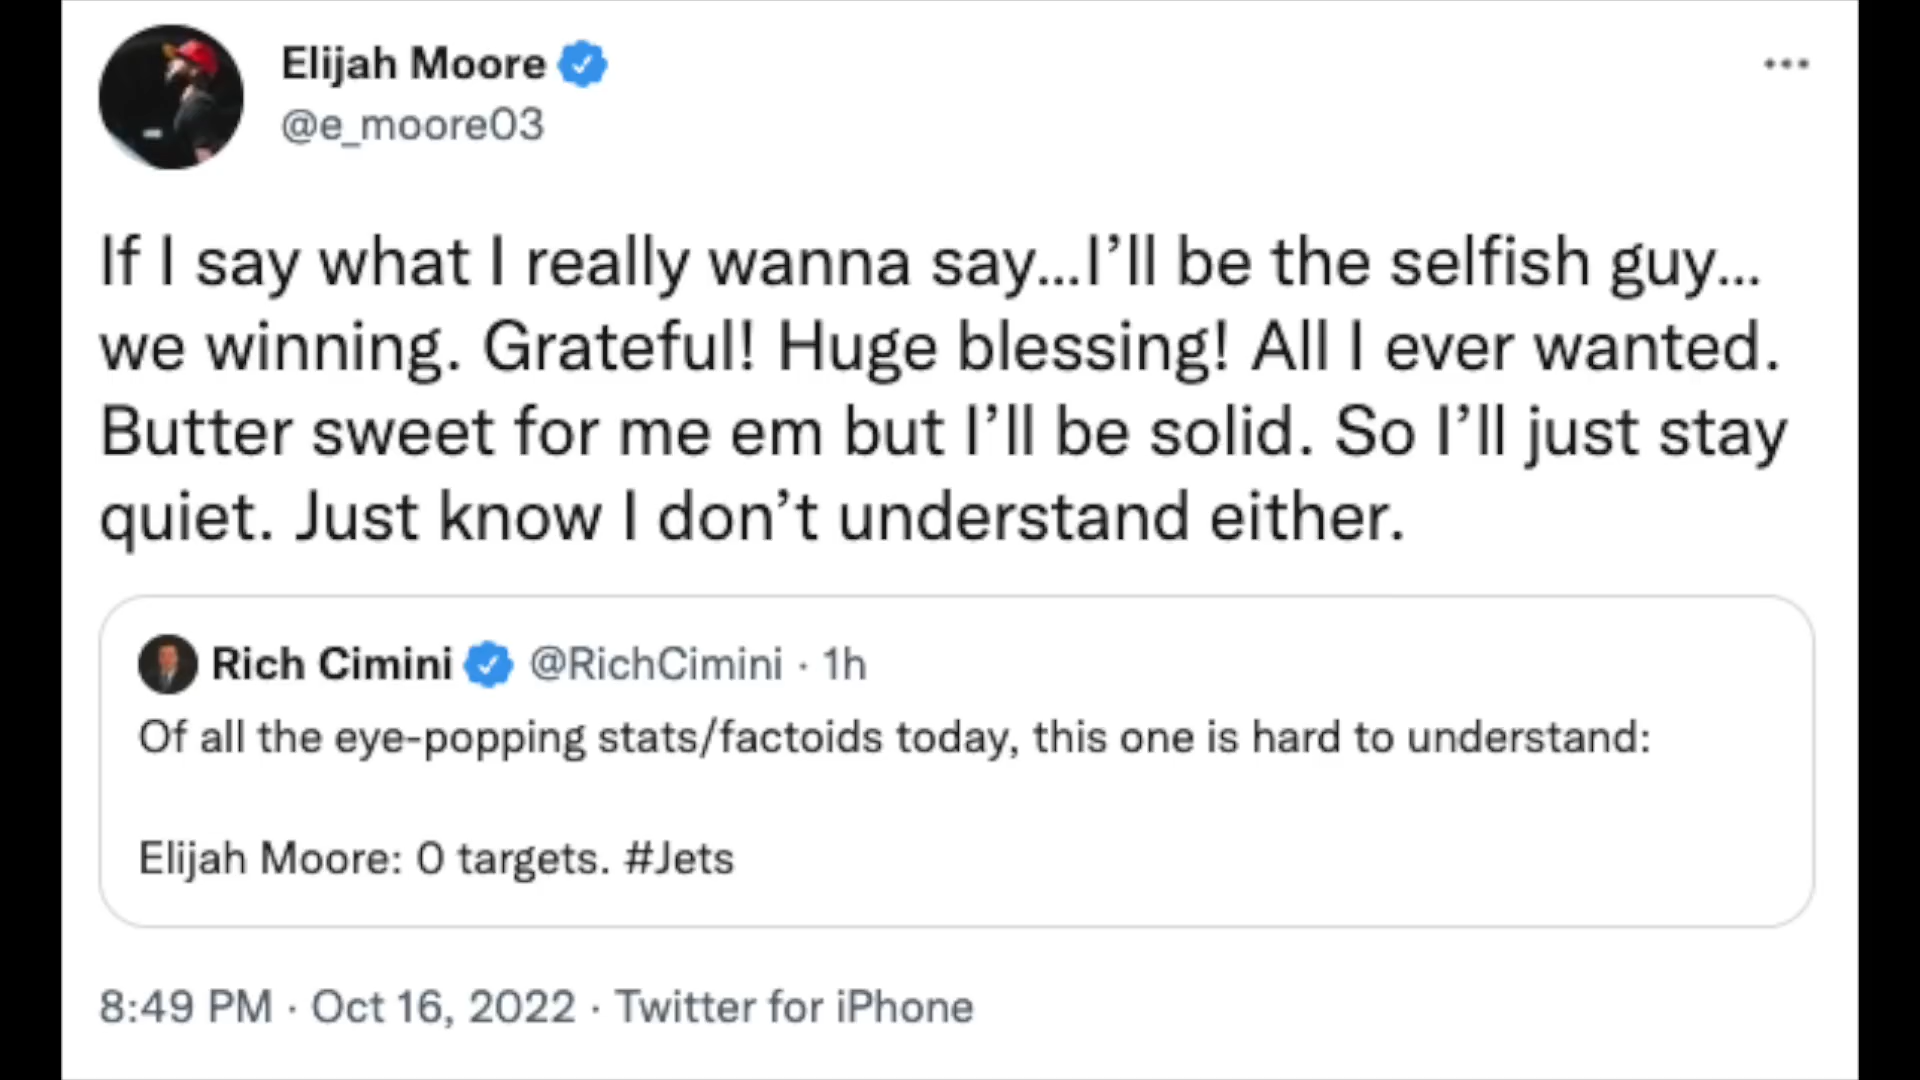 Elijah Moore
@e_moore03
If I say what I really wanna say...I'll be the selfish guy...
we winning. Grateful! Huge blessing! All I ever wanted.
Butter sweet for me em but I'll be solid. So I'll just stay
quiet. Just know I don't understand either.
Rich Cimini @RichCimini · 1h
Of all the eye-popping stats/factoids today, this one is hard to understand:
Elijah Moore: 0 targets. #Jets
8:49 PM · Oct 16, 2022 · Twitter for iPhone